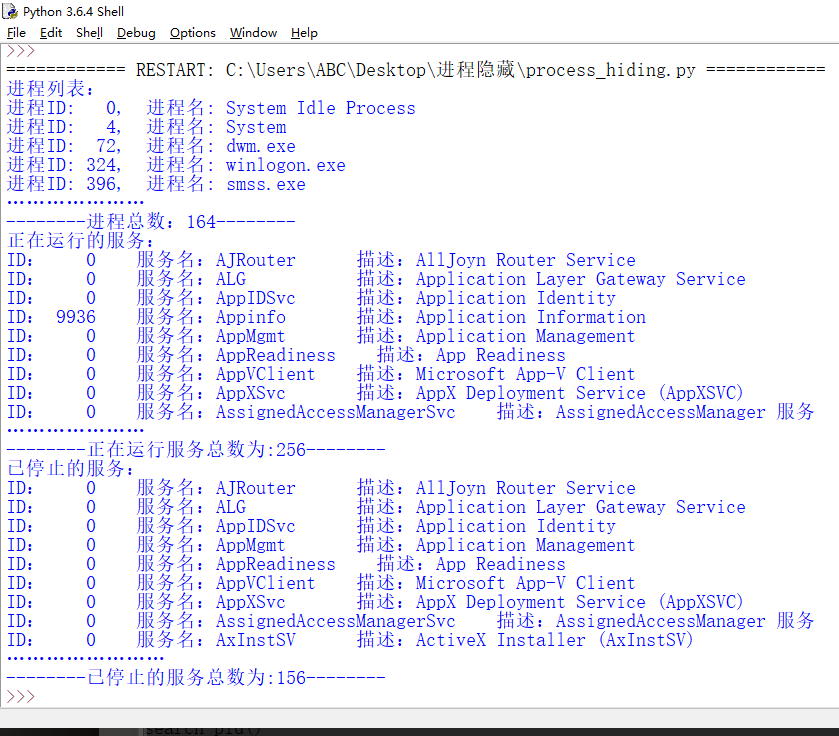 Python 3.6.4 Shell
File Edit Shell Debug Options Window Help
>>>
============ RESTART: C:\Users\ABC\Desktop\进程隐藏\process_hiding.py ============
进程列表：
进程ID:   0,  进程名: System Idle Process
进程ID:   4,  进程名: System
进程ID:  72,  进程名: dwm.exe
进程ID: 324,  进程名: winlogon.exe
进程ID: 396,  进程名: smss.exe
…………………
--------进程总数：164--------
正在运行的服务：
ID：     0    服务名：AJRouter      描述：AllJoyn Router Service
ID：     0    服务名：ALG           描述：Application Layer Gateway Service
ID：     0    服务名：AppIDSvc      描述：Application Identity
ID：  9936    服务名：Appinfo       描述：Application Information
ID：     0    服务名：AppMgmt       描述：Application Management
ID：     0    服务名：AppReadiness    描述：App Readiness
ID：     0    服务名：AppVClient    描述：Microsoft App-V Client
ID：     0    服务名：AppXSvc       描述：AppX Deployment Service (AppXSVC)
ID：     0    服务名：AssignedAccessManagerSvc    描述：AssignedAccessManager 服务
…………………
--------正在运行服务总数为:256--------
已停止的服务：
ID：     0    服务名：AJRouter      描述：AllJoyn Router Service
ID：     0    服务名：ALG           描述：Application Layer Gateway Service
ID：     0    服务名：AppIDSvc      描述：Application Identity
ID：     0    服务名：AppMgmt       描述：Application Management
ID：     0    服务名：AppReadiness    描述：App Readiness
ID：     0    服务名：AppVClient    描述：Microsoft App-V Client
ID：     0    服务名：AppXSvc       描述：AppX Deployment Service (AppXSVC)
ID：     0    服务名：AssignedAccessManagerSvc    描述：AssignedAccessManager 服务
ID：     0    服务名：AxInstSV      描述：ActiveX Installer (AxInstSV)
……………………
--------已停止的服务总数为:156--------
>>>